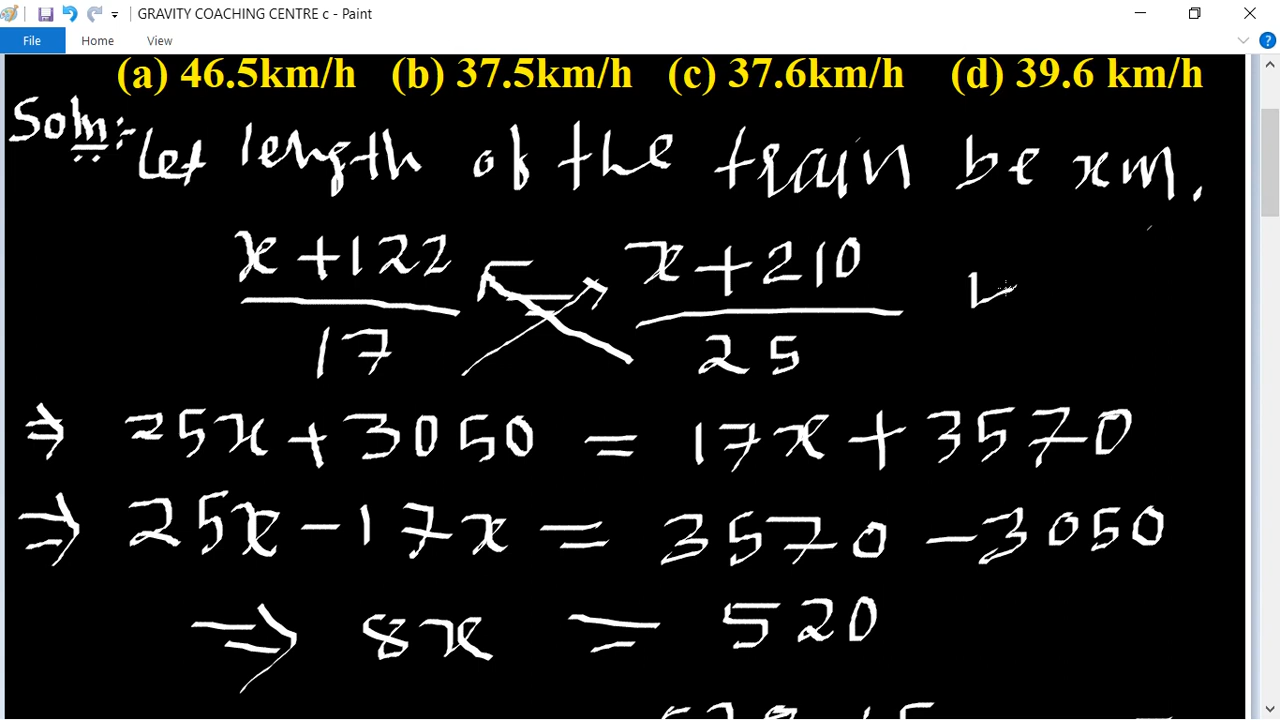 GRAVITY COACHING CENTRE c - Paint
File Home View
(a) 46.5km/h (b) 37.5km/h (c) 37.6km/h (d) 39.6 km/h
Soln:- Let length of the train be xm.
x+122 = x+210
17 25
⇒ 25x+3050 = 17x+3570
⇒ 25x-17x = 3570-3050
⇒ 8x = 520